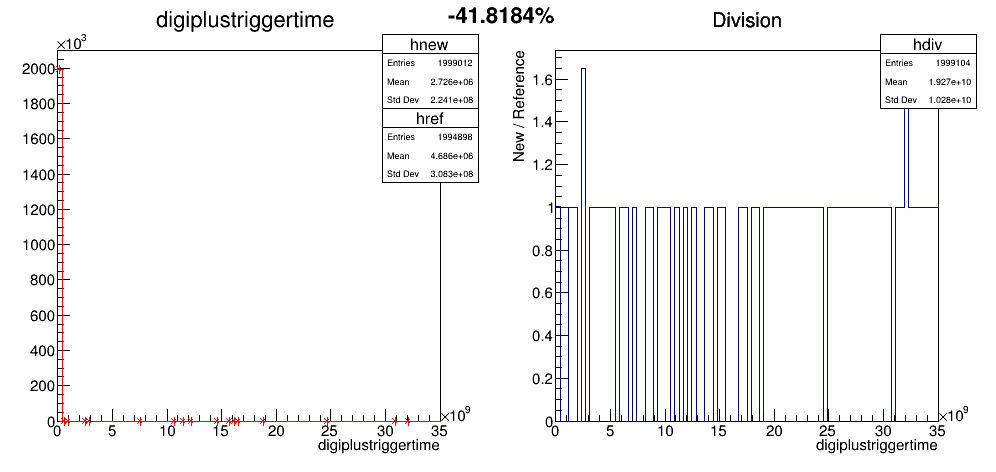 -41.8184%
digiplustriggertime
×10³
hnew
Entries 1999012
Mean 2.726e+06
Std Dev 2.241e+08
href
Entries 1994898
Mean 4.686e+06
Std Dev 3.083e+08
2000
1800
1600
1400
1200
1000
800
600
400
200
0
0 5 10 15 20 25 30 35
×10⁹
digiplustriggertime
Division
hdiv
Entries 1999104
Mean 1.927e+10
Std Dev 1.028e+10
New / Reference
1.6
1.4
1.2
1
0.8
0.6
0.4
0.2
0
0 5 10 15 20 25 30 35
×10⁹
digiplustriggertime